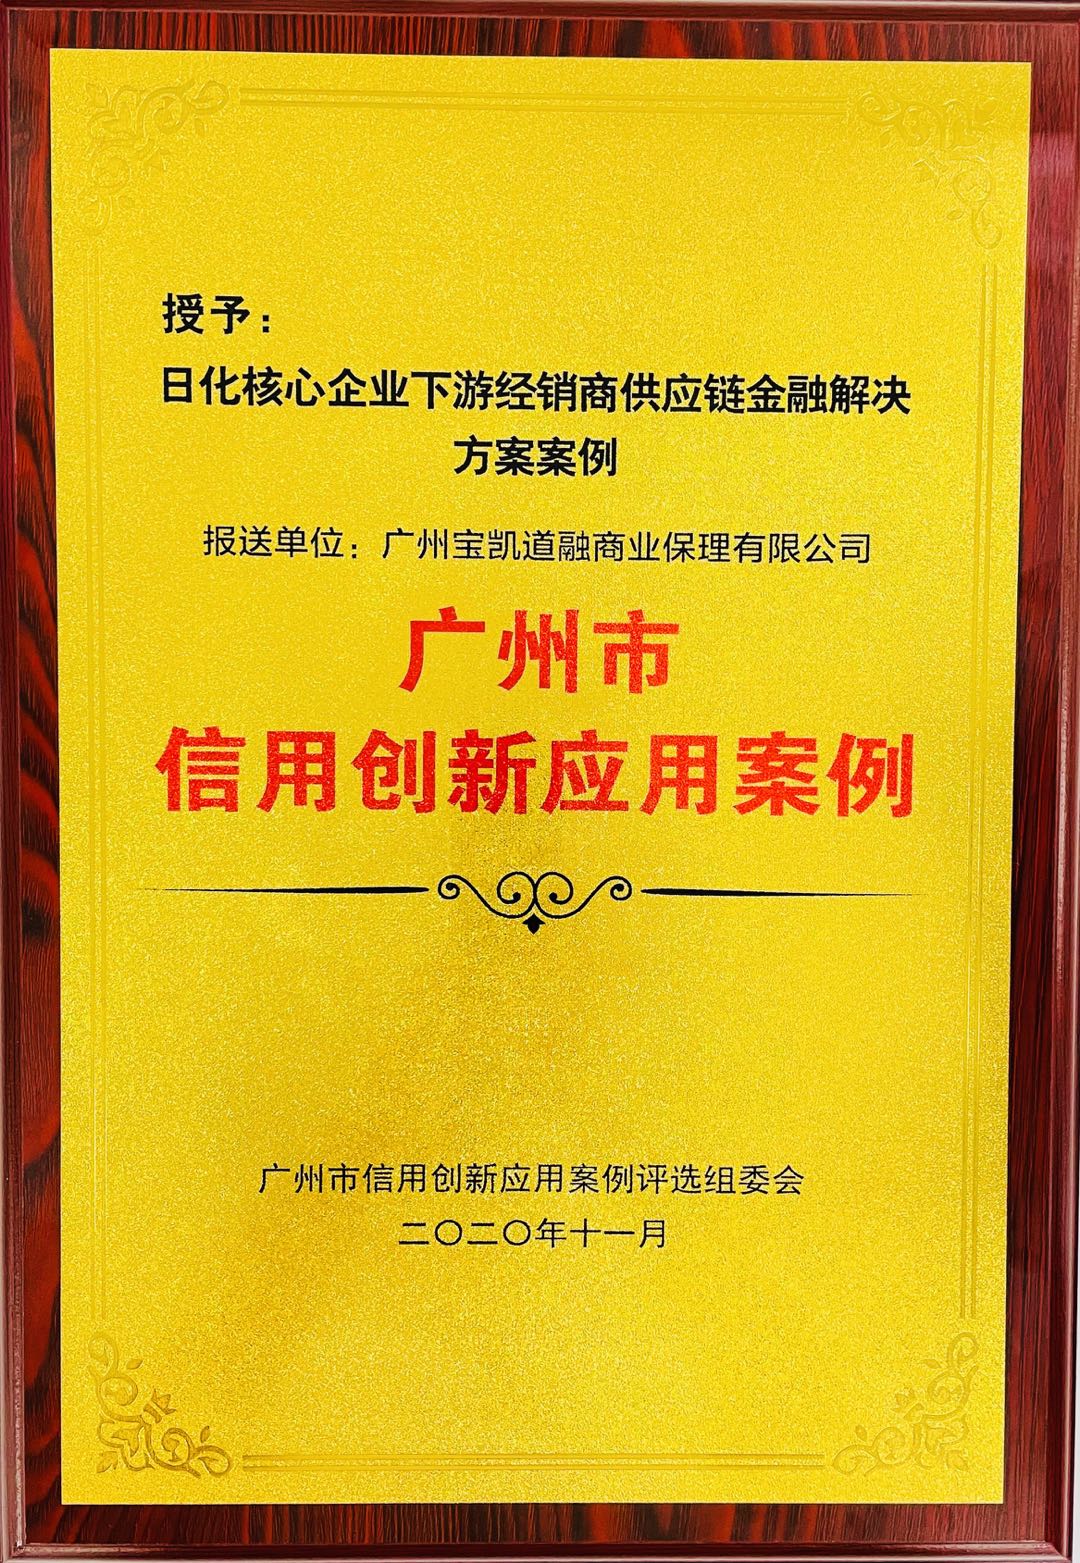 授予：
日化核心企业下游经销商供应链金融解决
方案案例
报送单位：广州宝凯道融商业保理有限公司
广州市
信用创新应用案例
广州市信用创新应用案例评选组委会
二〇二〇年十一月